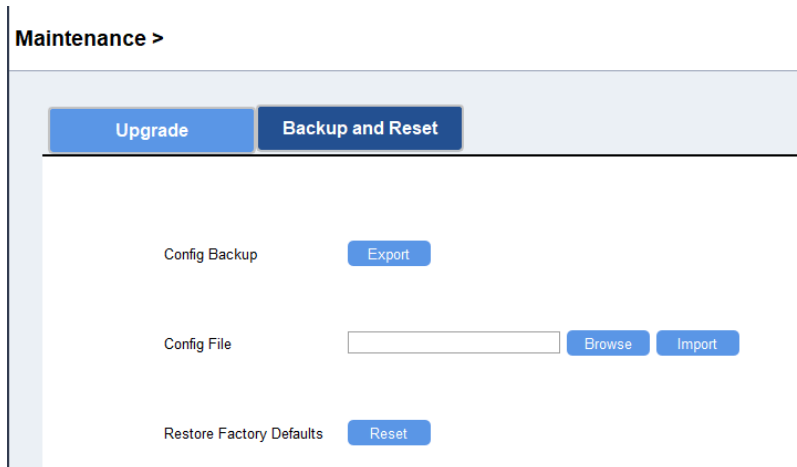 Maintenance >
Upgrade
Backup and Reset
Config Backup
Export
Config File
Browse
Import
Restore Factory Defaults
Reset